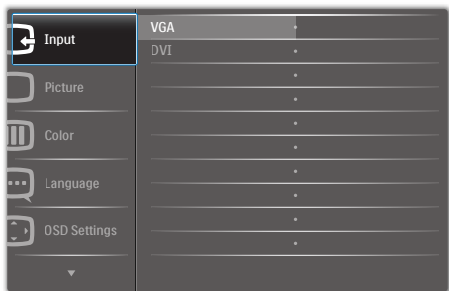 Input
Picture
Color
Language
OSD Settings
VGA
DVI